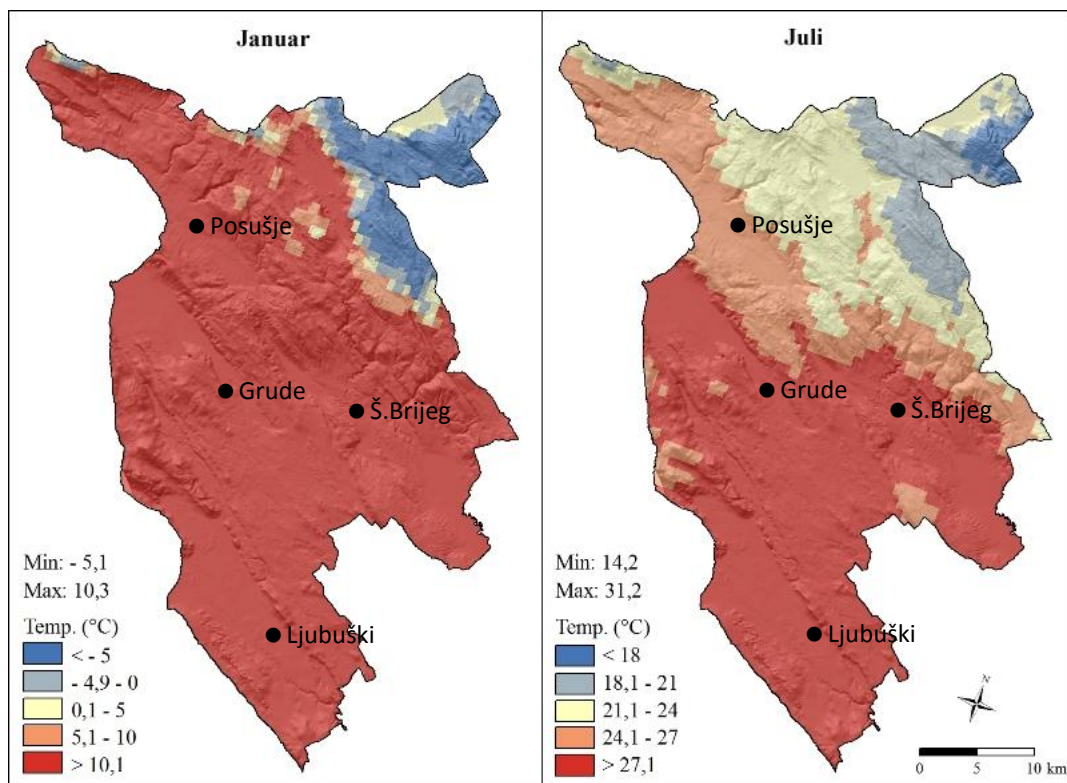 Januar
Posušje
Grude
Š.Brijeg
Ljubuški
Min: - 5,1
Max: 10,3
Temp. (°C)
< - 5
- 4,9 - 0
0,1 - 5
5,1 - 10
> 10,1
Juli
Posušje
Grude
Š.Brijeg
Ljubuški
Min: 14,2
Max: 31,2
Temp. (°C)
< 18
18,1 - 21
21,1 - 24
24,1 - 27
> 27,1
N
0 5 10 km